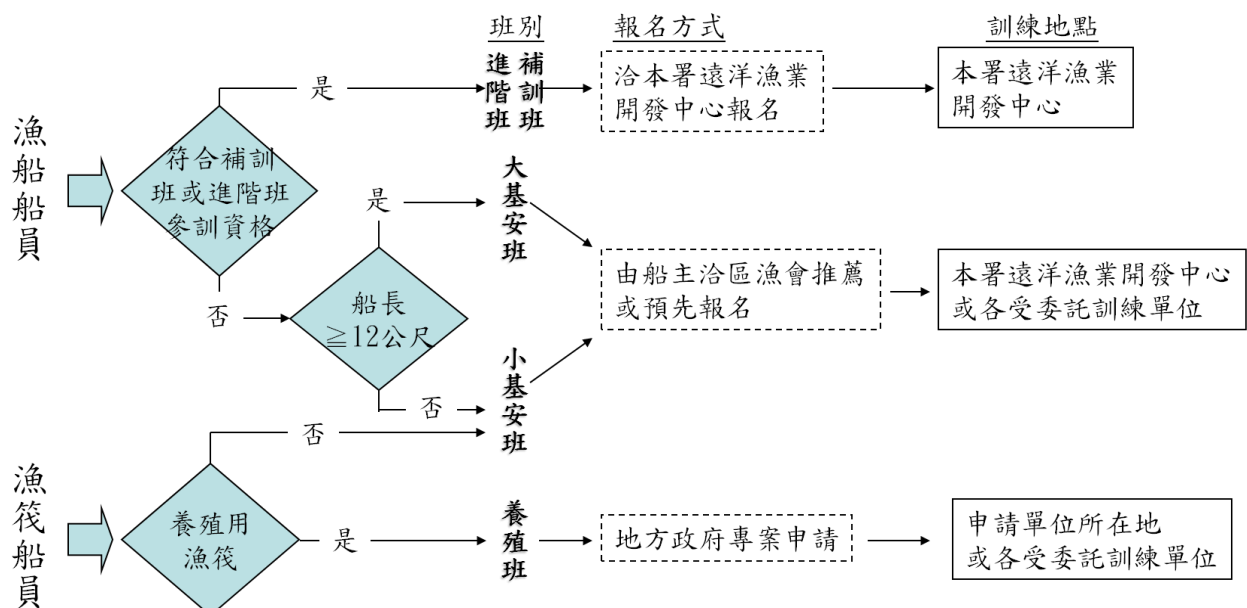 班別
報名方式
訓練地點
漁船船員
符合補訓
班或進階班
參訓資格
是
補訓班
進階班
洽本署遠洋漁業
開發中心報名
本署遠洋漁業
開發中心
否
船長
≧12公尺
是
大基安班
由船主洽區漁會推薦
或預先報名
本署遠洋漁業開發中心
或各受委託訓練單位
否
小基安班
漁筏船員
養殖用
漁筏
否
是
養殖班
地方政府專案申請
申請單位所在地
或各受委託訓練單位